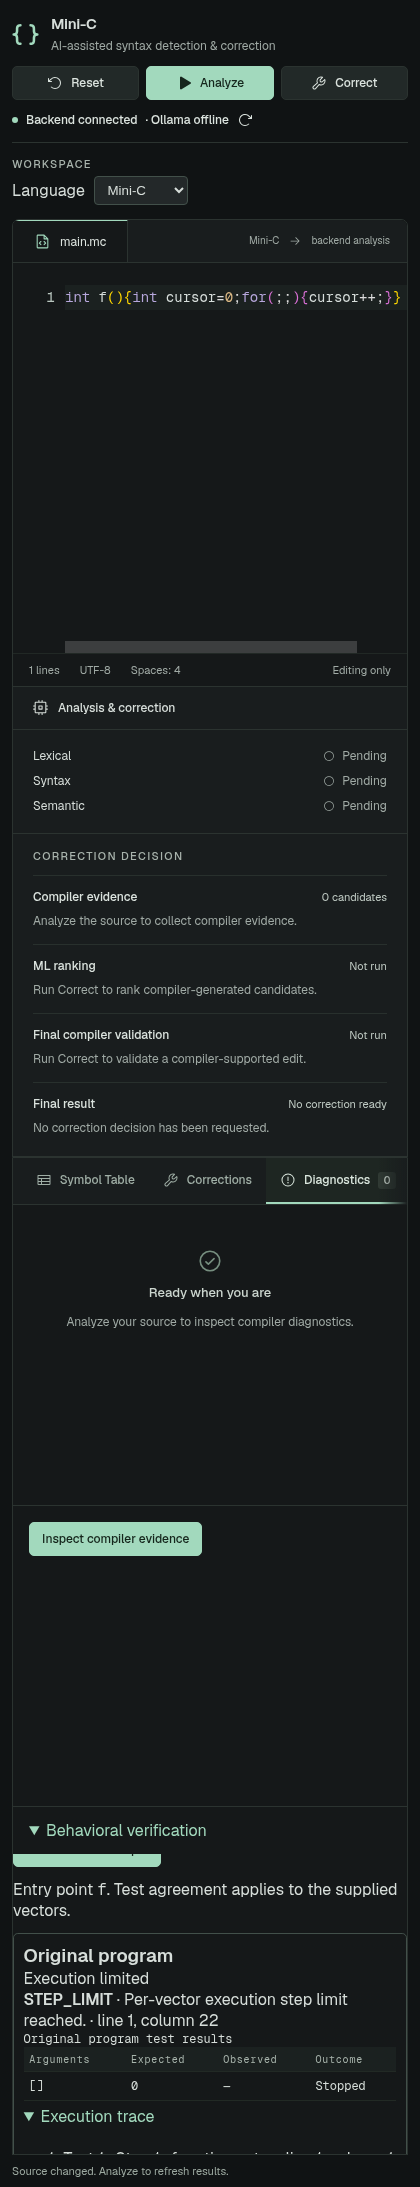 { } Mini-C
AI-assisted syntax detection & correction
Reset Analyze Correct
Backend connected · Ollama offline
WORKSPACE
Language Mini-C
main.mc Mini-C → backend analysis
1 int f(){int cursor=0;for(;;){cursor++;}}
1 lines UTF-8 Spaces: 4 Editing only
Analysis & correction
Lexical Pending
Syntax Pending
Semantic Pending
CORRECTION DECISION
Compiler evidence 0 candidates
Analyze the source to collect compiler evidence.
ML ranking Not run
Run Correct to rank compiler-generated candidates.
Final compiler validation Not run
Run Correct to validate a compiler-supported edit.
Final result No correction ready
No correction decision has been requested.
Symbol Table Corrections Diagnostics 0
Ready when you are
Analyze your source to inspect compiler diagnostics.
Inspect compiler evidence
▼ Behavioral verification
Entry point f. Test agreement applies to the supplied
vectors.
Original program
Execution limited
STEP_LIMIT · Per-vector execution step limit
reached. · line 1, column 22
Original program test results
Arguments Expected Observed Outcome
[] 0 — Stopped
▼ Execution trace
Source changed. Analyze to refresh results.